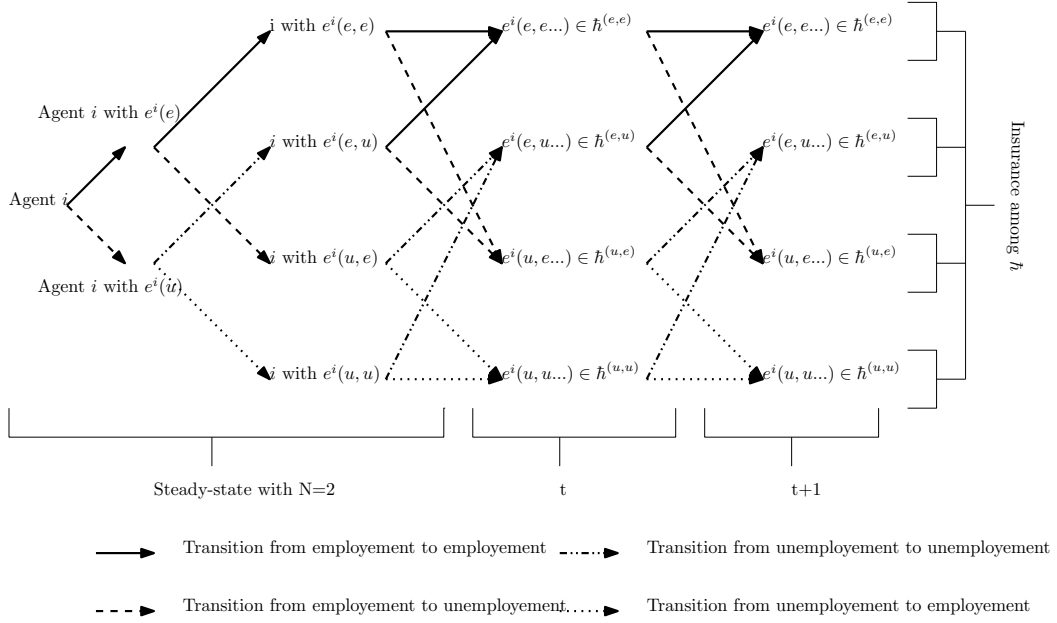 i with e^i(e, e)
e^i(e, e...) ∈ ħ^(e,e)
e^i(e, e...) ∈ ħ^(e,e)
Agent i with e^i(e)
i with e^i(e, u)
e^i(e, u...) ∈ ħ^(e,u)
e^i(e, u...) ∈ ħ^(e,u)
Agent i
Insurance among ħ
i with e^i(u, e)
e^i(u, e...) ∈ ħ^(u,e)
e^i(u, e...) ∈ ħ^(u,e)
Agent i with e^i(u)
i with e^i(u, u)
e^i(u, u...) ∈ ħ^(u,u)
e^i(u, u...) ∈ ħ^(u,u)
Steady-state with N=2
t
t+1
Transition from employement to employement
Transition from unemployement to unemployement
Transition from employement to unemployement
Transition from unemployement to employement